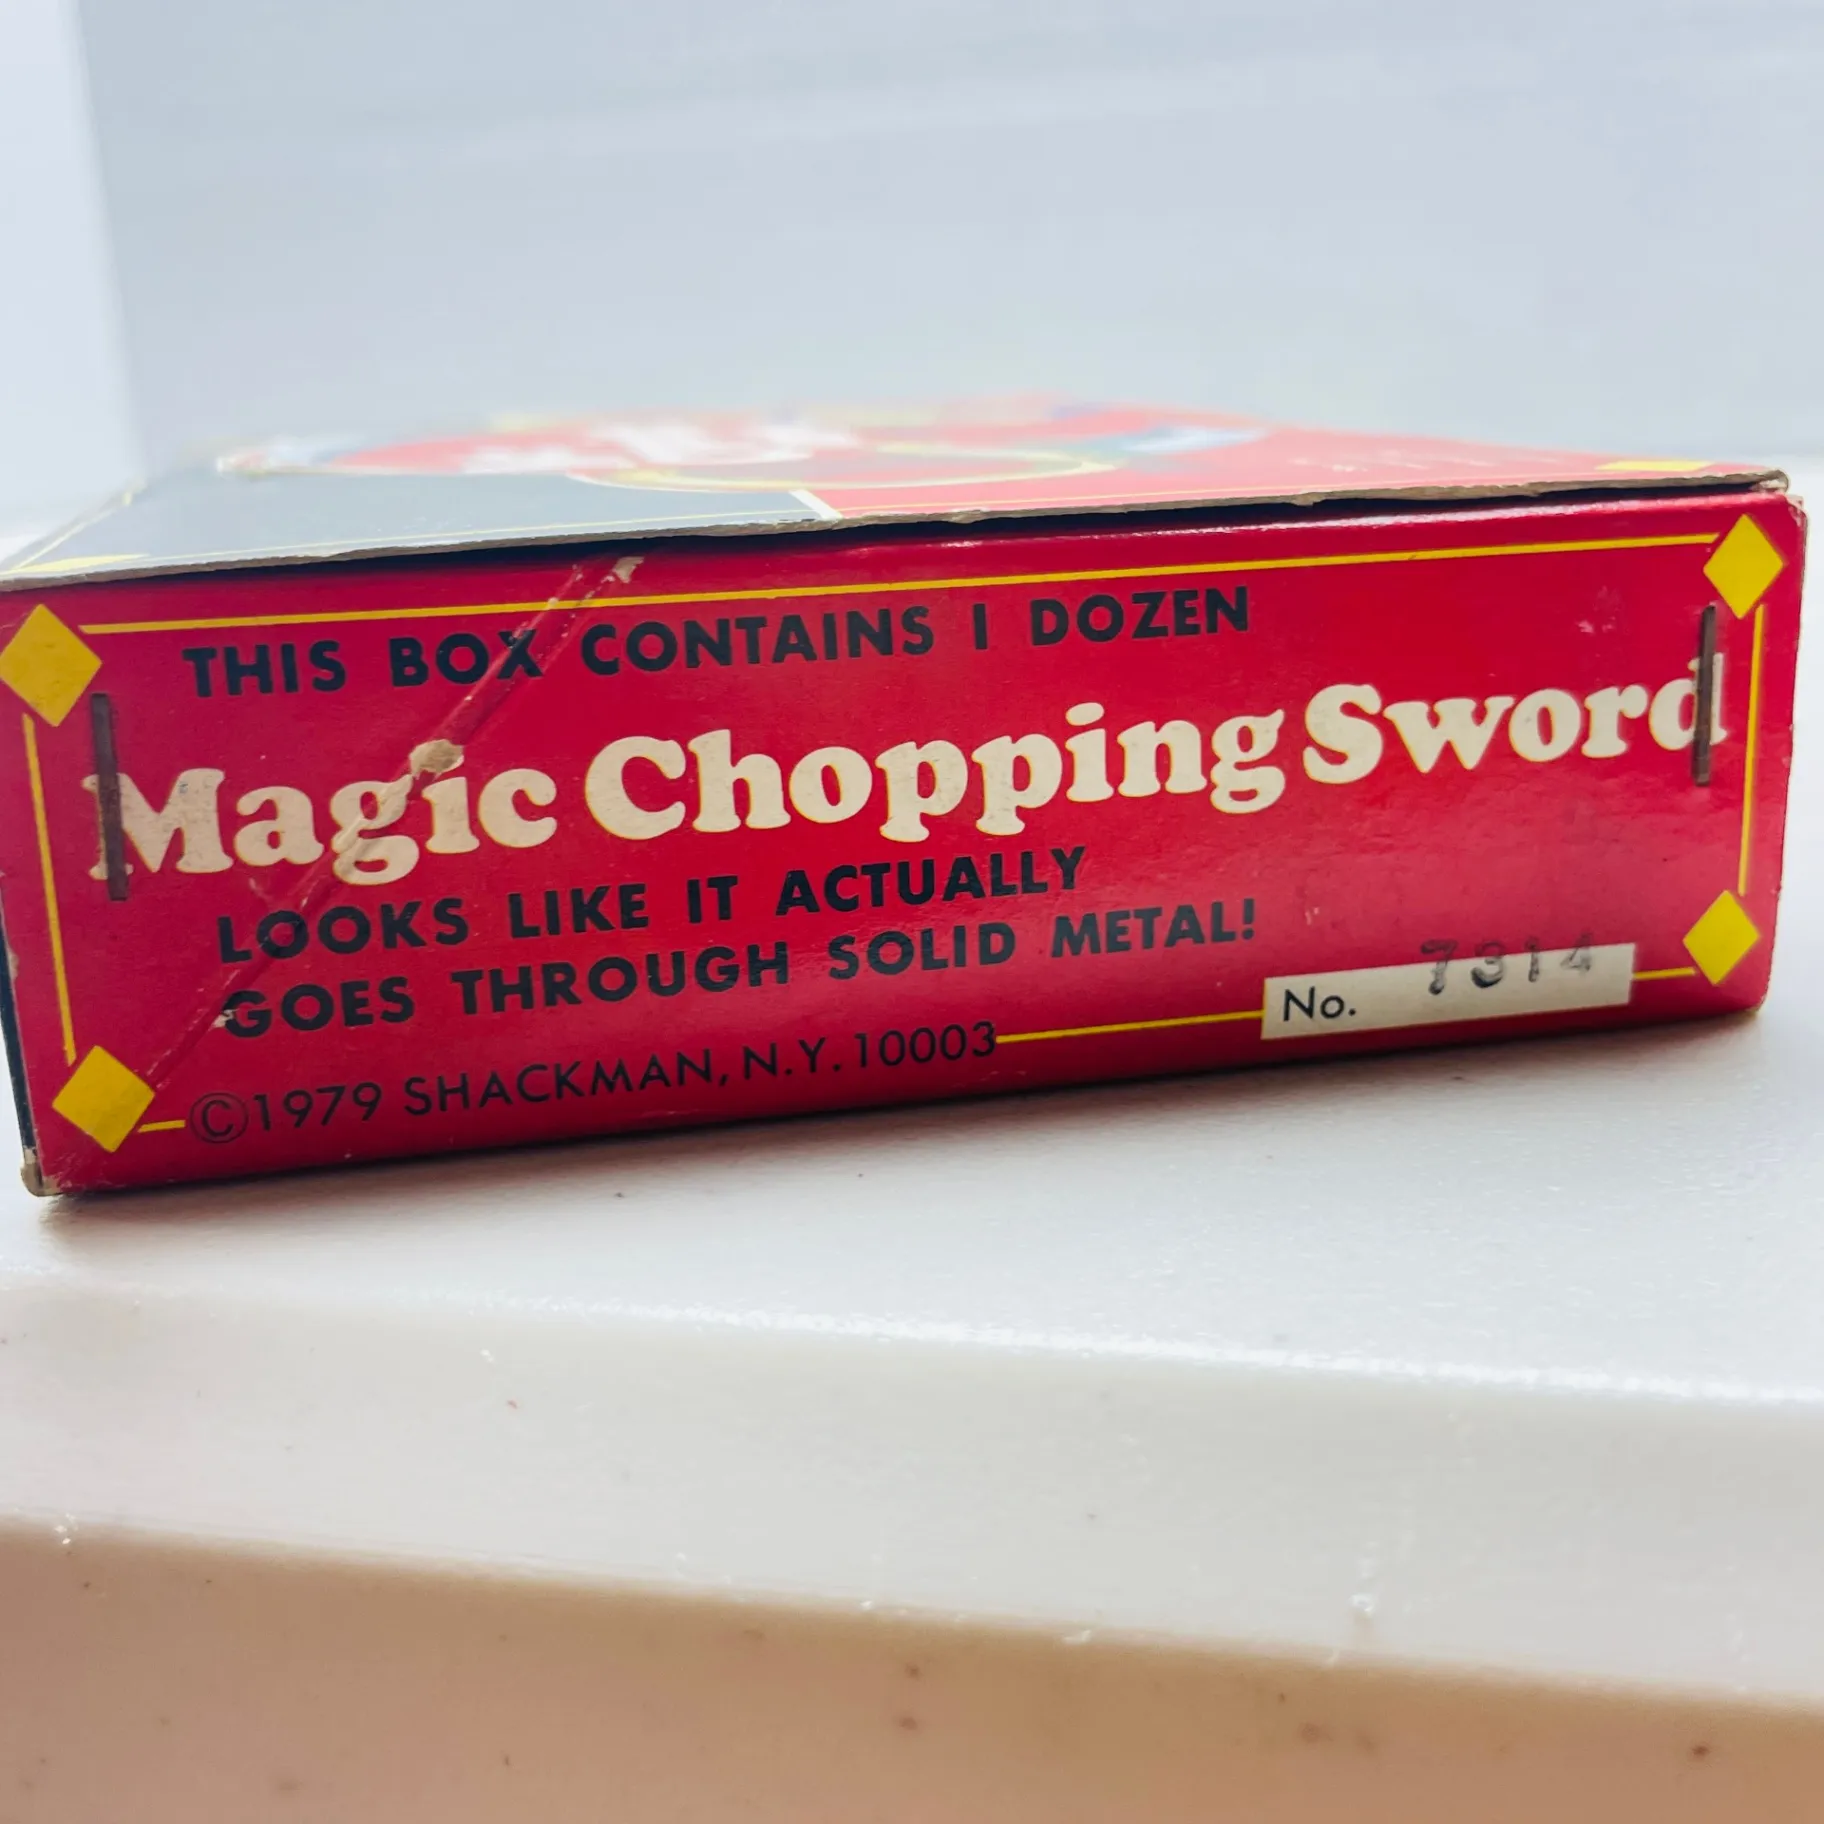 THIS BOX CONTAINS 1 DOZEN
Magic Chopping Sword
LOOKS LIKE IT ACTUALLY
GOES THROUGH SOLID METAL!
©1979 SHACKMAN, N.Y. 10003
No. 7314